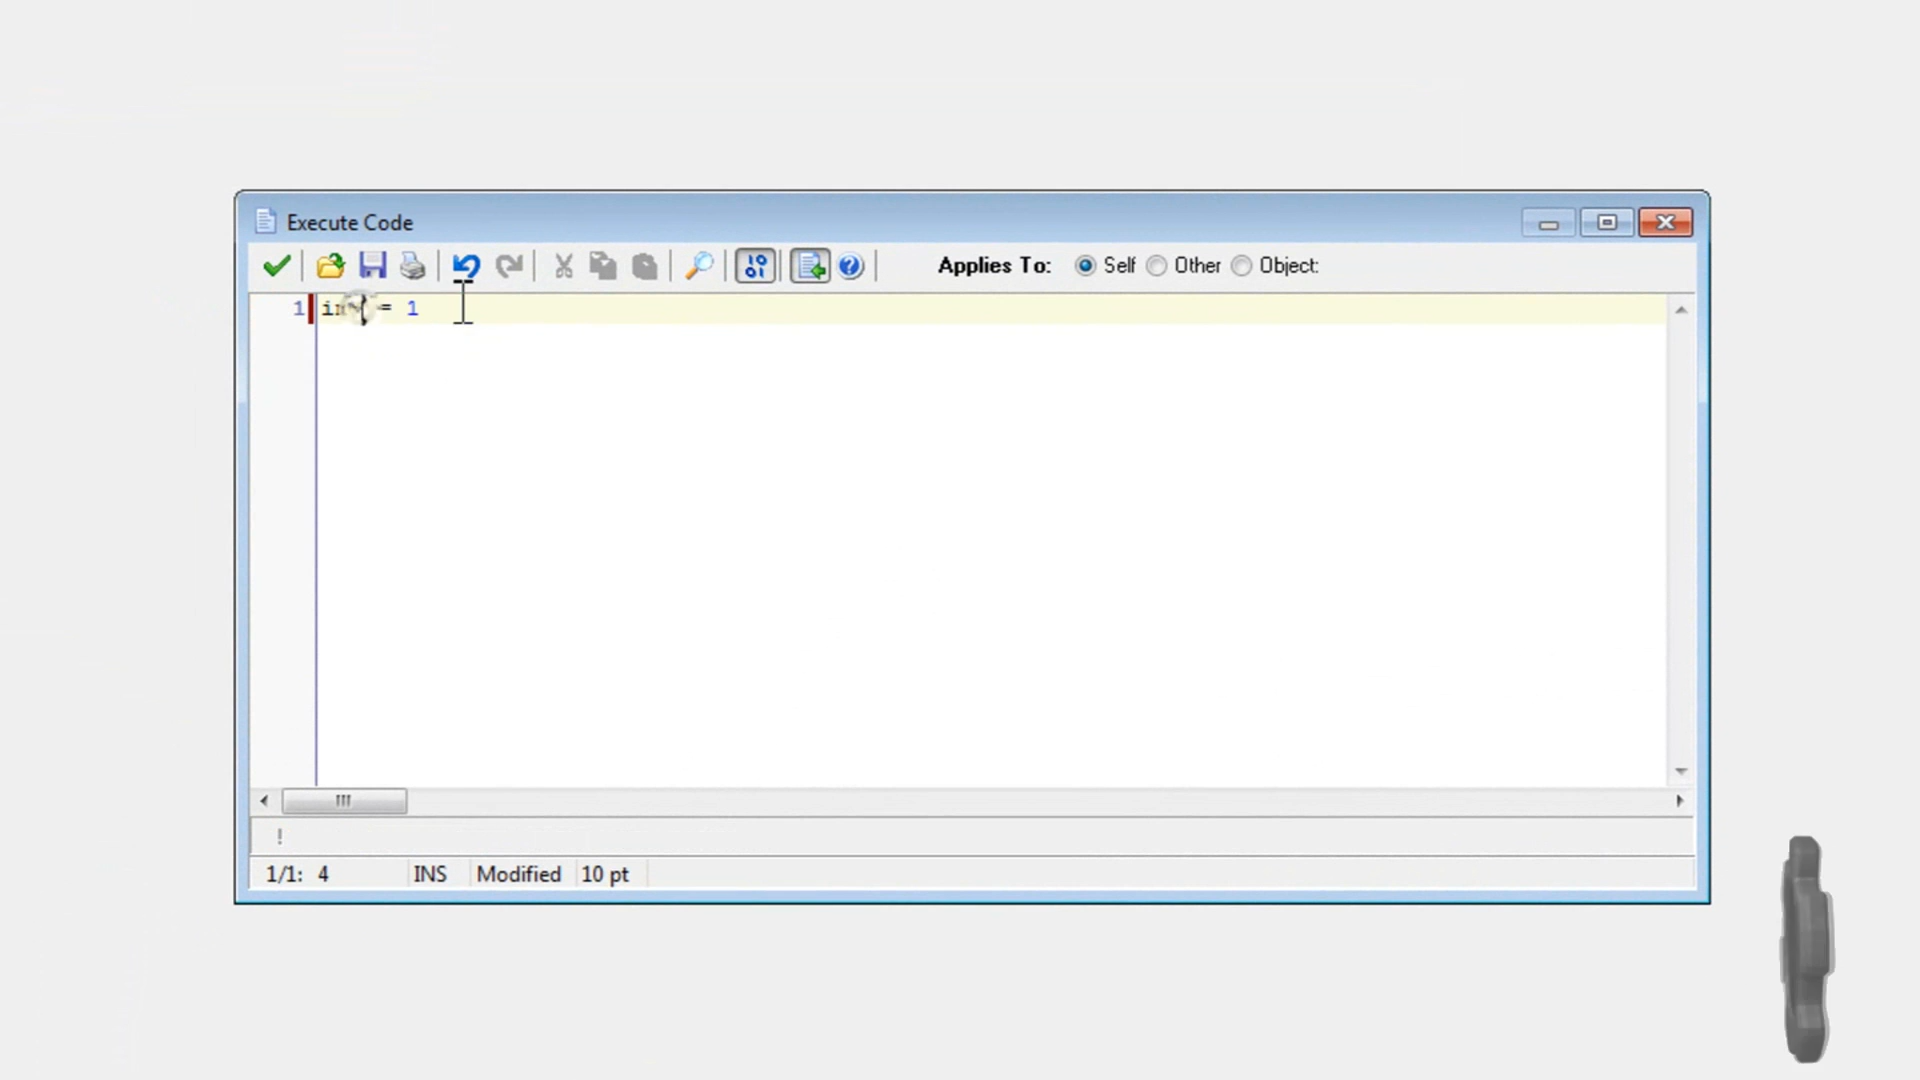 Execute Code
Applies To: Self Other Object:
1 = 1
!
1/1: 4 INS Modified 10 pt